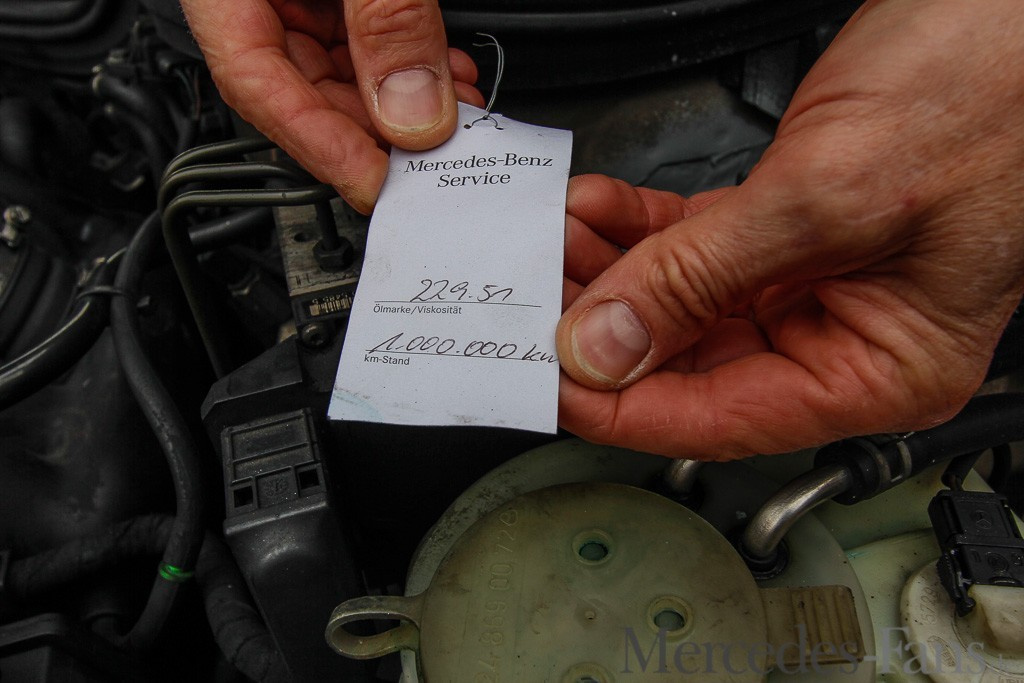 Mercedes-Benz
Service
229.51
Ölmarke/Viskosität
1.000.000 km
km-Stand
Mercedes-Fans.